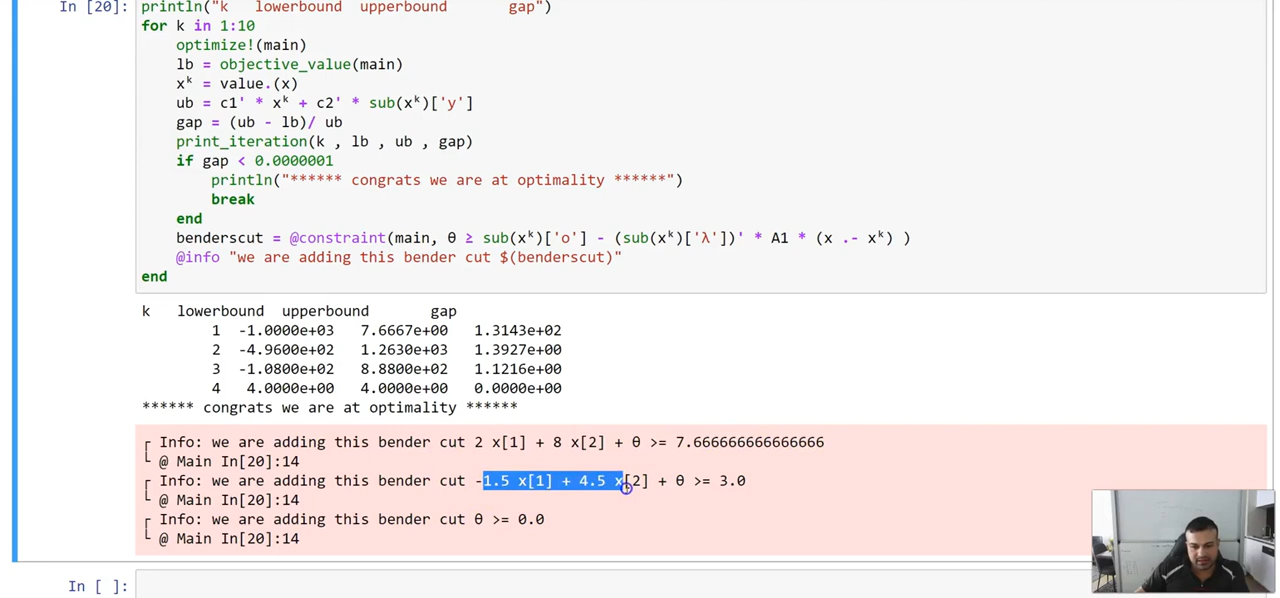 In [20]: println("k   lowerbound  upperbound       gap")
for k in 1:10
    optimize!(main)
    lb = objective_value(main)
    xᵏ = value.(x)
    ub = c1' * xᵏ + c2' * sub(xᵏ)['y']
    gap = (ub - lb)/ ub
    print_iteration(k , lb , ub , gap)
    if gap < 0.0000001
        println("****** congrats we are at optimality ******")
        break
    end
    benderscut = @constraint(main, θ ≥ sub(xᵏ)['o'] - (sub(xᵏ)['λ'])' * A1 * (x .- xᵏ) )
    @info "we are adding this bender cut $(benderscut)"
end
k   lowerbound  upperbound       gap
1  -1.0000e+03   7.6667e+00   1.3143e+02
2  -4.9600e+02   1.2630e+03   1.3927e+00
3  -1.0800e+02   8.8800e+02   1.1216e+00
4   4.0000e+00   4.0000e+00   0.0000e+00
****** congrats we are at optimality ******
┌ Info: we are adding this bender cut 2 x[1] + 8 x[2] + θ >= 7.666666666666666
└ @ Main In[20]:14
┌ Info: we are adding this bender cut -1.5 x[1] + 4.5 x[2] + θ >= 3.0
└ @ Main In[20]:14
┌ Info: we are adding this bender cut θ >= 0.0
└ @ Main In[20]:14
In [ ]: